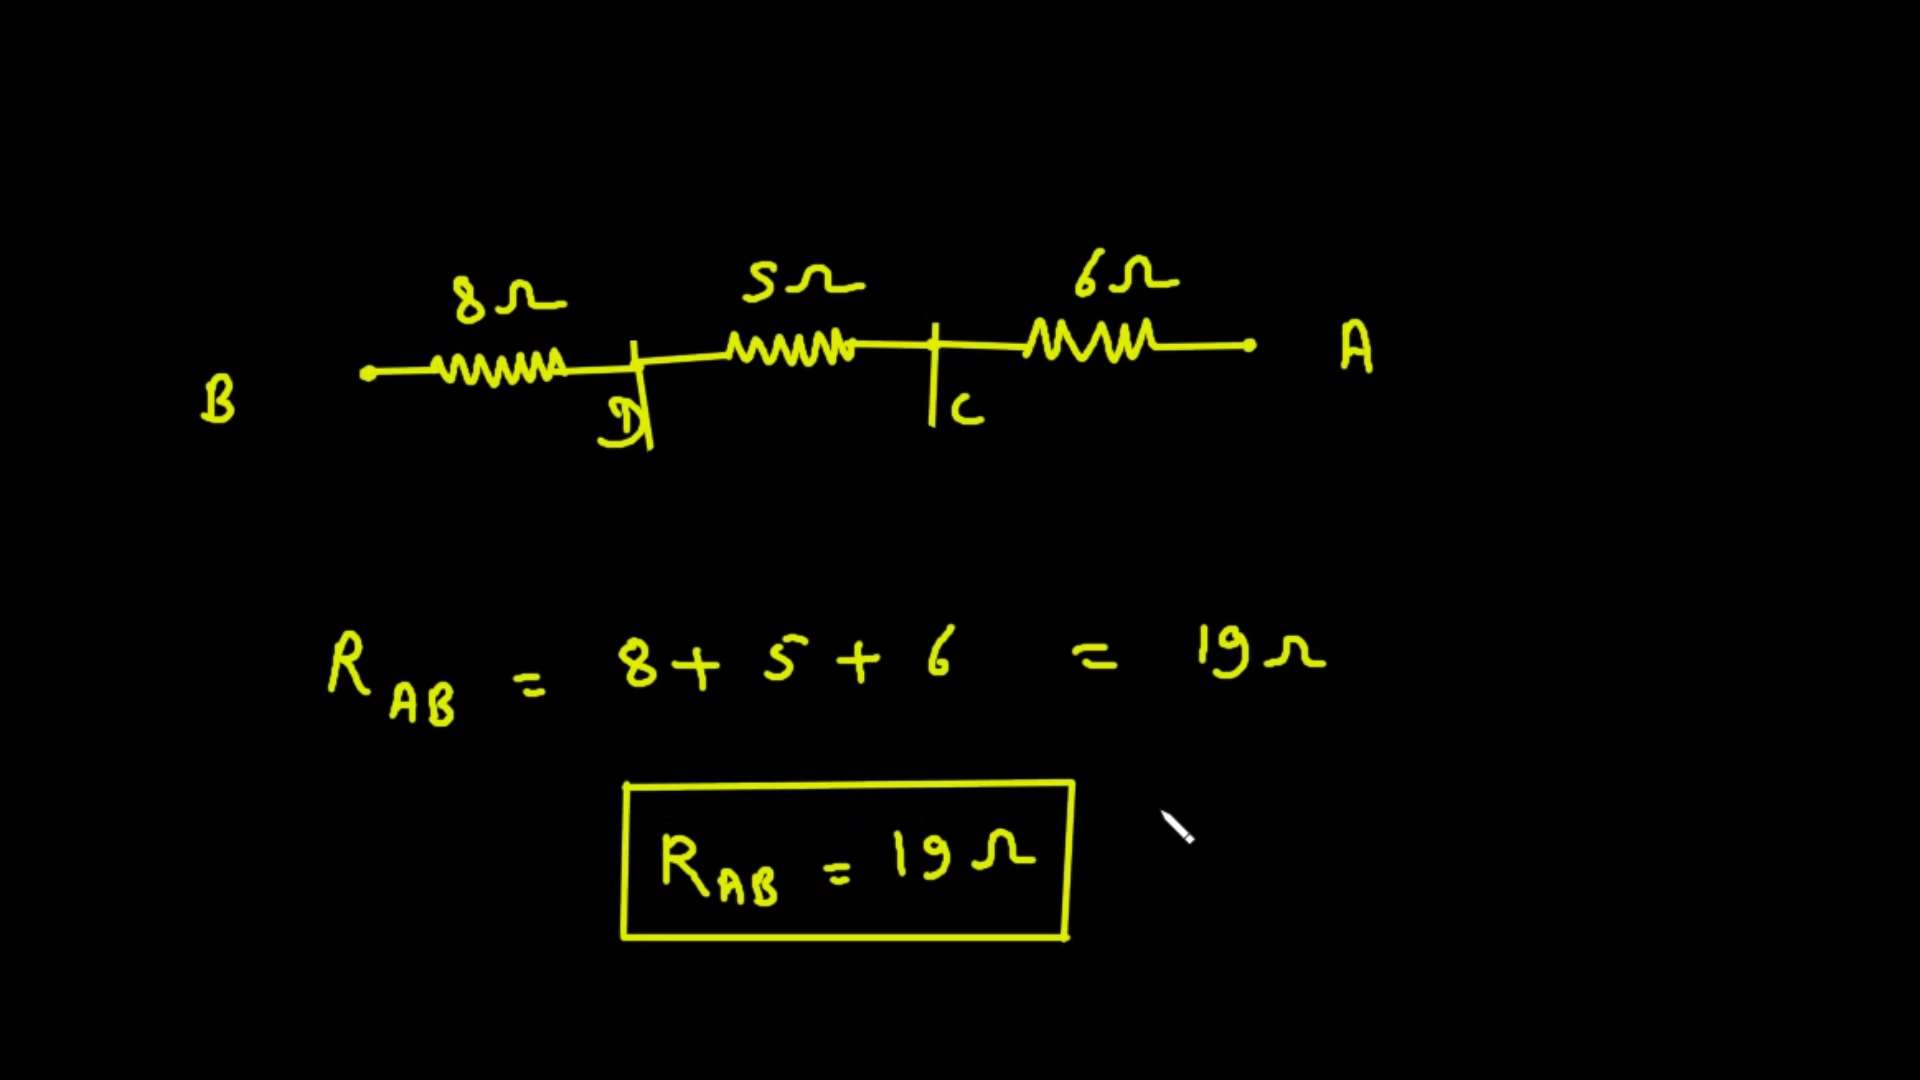 8Ω 5Ω 6Ω
B D C A
R_AB = 8 + 5 + 6 = 19Ω
R_AB = 19Ω